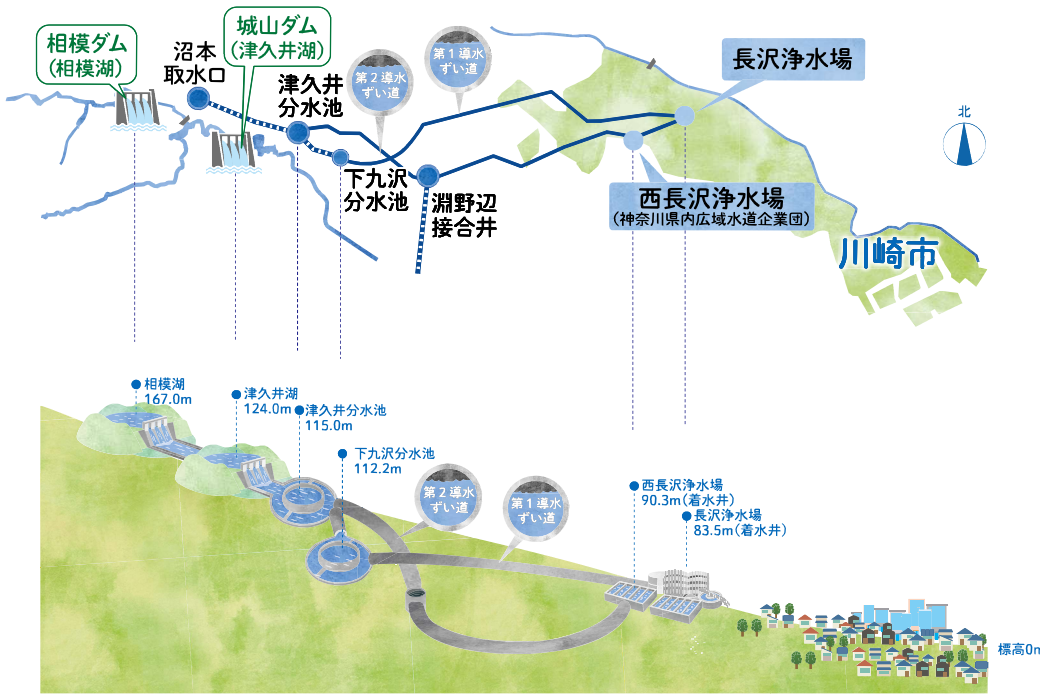 相模ダム
(相模湖)
沼本
取水口
城山ダム
(津久井湖)
津久井
分水池
第2導水
ずい道
第1導水
ずい道
長沢浄水場
北
下九沢
分水池
淵野辺
接合井
西長沢浄水場
(神奈川県内広域水道企業団)
川崎市
相模湖
167.0m
津久井湖
124.0m
津久井分水池
115.0m
下九沢分水池
112.2m
第2導水
ずい道
第1導水
ずい道
西長沢浄水場
90.3m(着水井)
長沢浄水場
83.5m(着水井)
標高0m